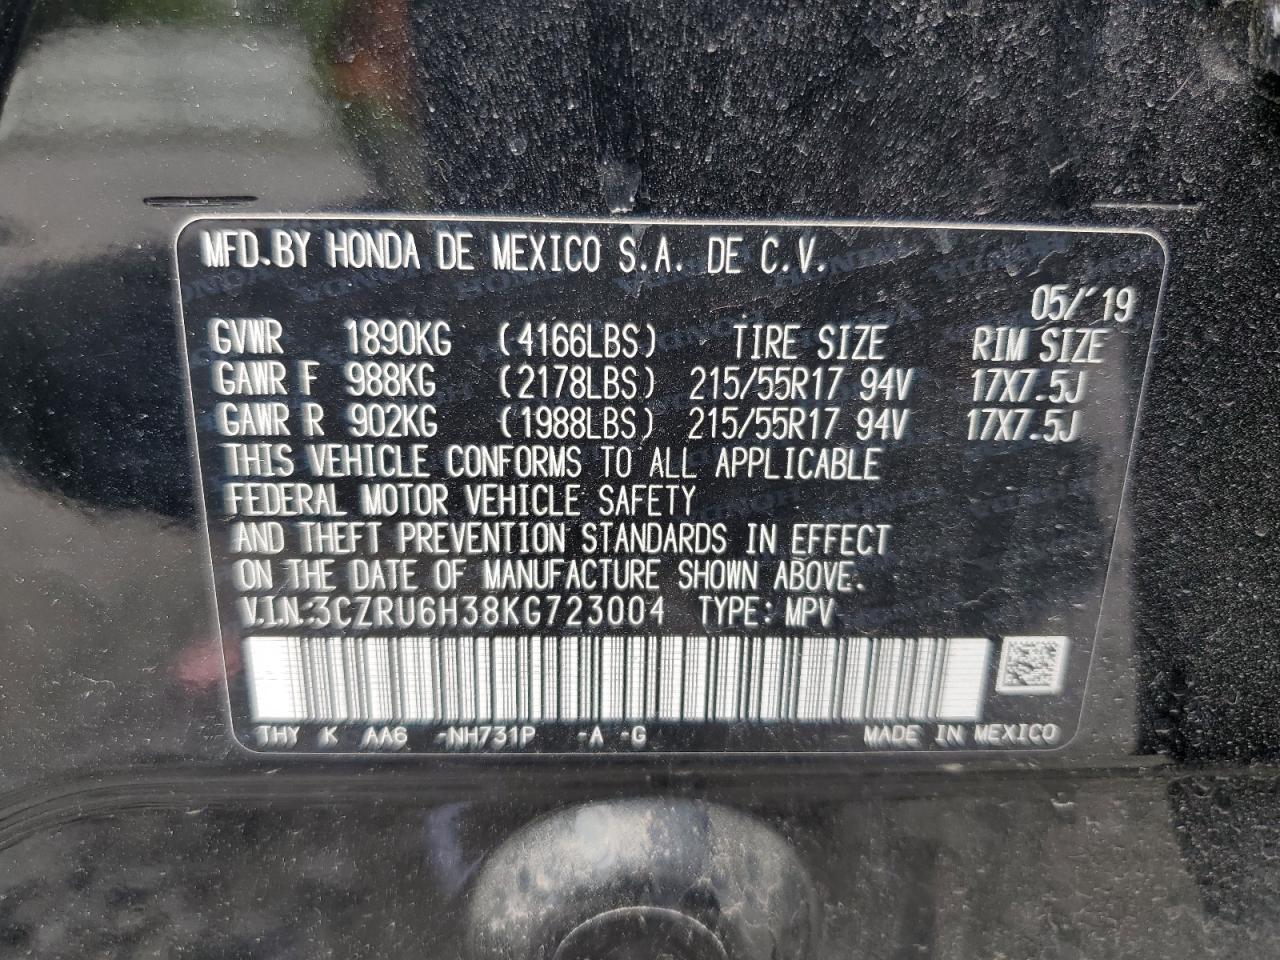 MFD.BY HONDA DE MEXICO S.A. DE C.V.
05/'19
GVWR 1890KG (4166LBS) TIRE SIZE RIM SIZE
GAWR F 988KG (2178LBS) 215/55R17 94V 17X7.5J
GAWR R 902KG (1988LBS) 215/55R17 94V 17X7.5J
THIS VEHICLE CONFORMS TO ALL APPLICABLE
FEDERAL MOTOR VEHICLE SAFETY
AND THEFT PREVENTION STANDARDS IN EFFECT
ON THE DATE OF MANUFACTURE SHOWN ABOVE.
V.I.N:3CZRU6H38KG723004 TYPE: MPV
THY K AA6 -NH731P -A -G MADE IN MEXICO